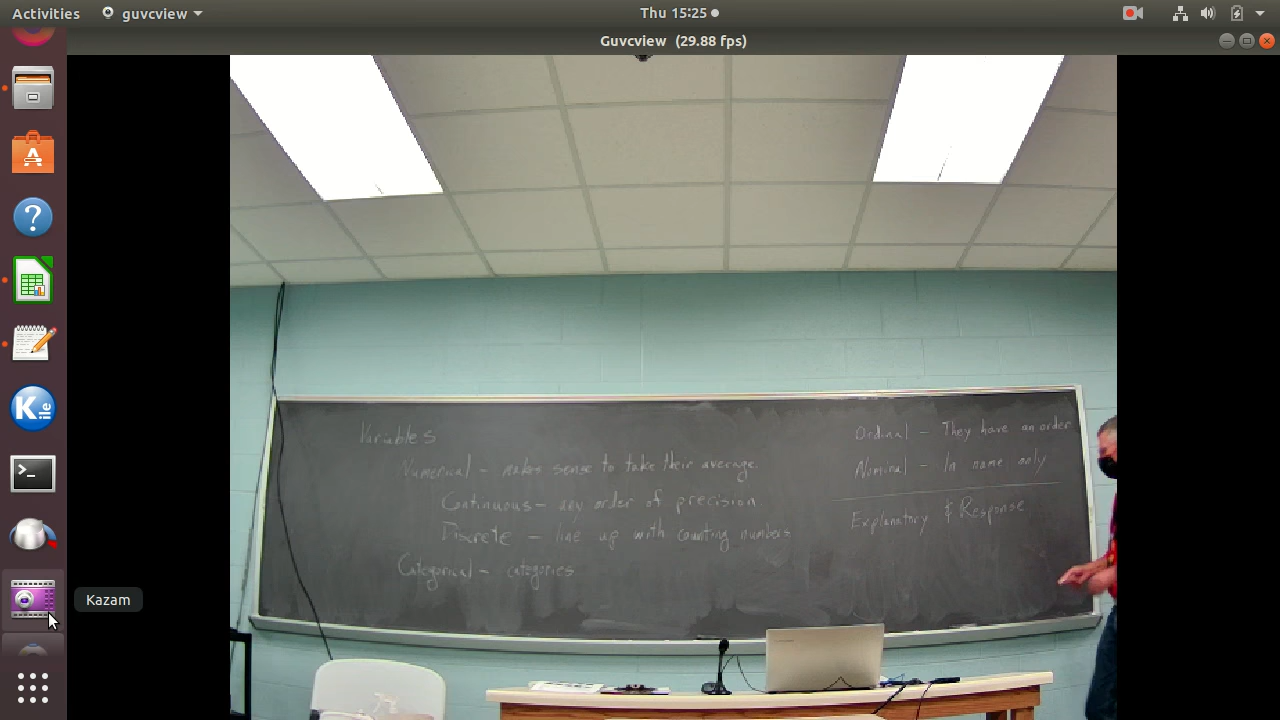 Activities guvcview Thu 15:25
Guvcview (29.88 fps)
Variables
Numerical - makes sense to take their average.
Continuous - any order of precision.
Discrete - line up with counting numbers.
Categorical - categories
Ordinal - They have an order
Nominal - In name only
Explanatory & Response
Kile
Kazam